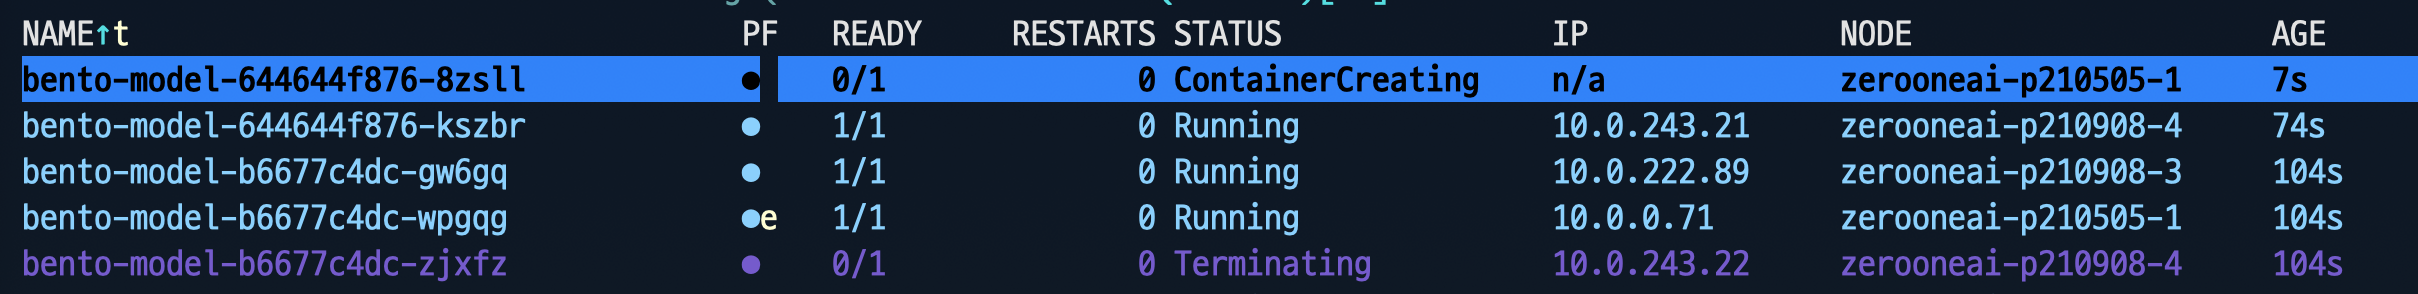 NAME↑t PF READY RESTARTS STATUS IP NODE AGE
bento-model-644644f876-8zsll ● 0/1 0 ContainerCreating n/a zerooneai-p210505-1 7s
bento-model-644644f876-kszbr ● 1/1 0 Running 10.0.243.21 zerooneai-p210908-4 74s
bento-model-b6677c4dc-gw6gq ● 1/1 0 Running 10.0.222.89 zerooneai-p210908-3 104s
bento-model-b6677c4dc-wpgqg ●e 1/1 0 Running 10.0.0.71 zerooneai-p210505-1 104s
bento-model-b6677c4dc-zjxfz ● 0/1 0 Terminating 10.0.243.22 zerooneai-p210908-4 104s